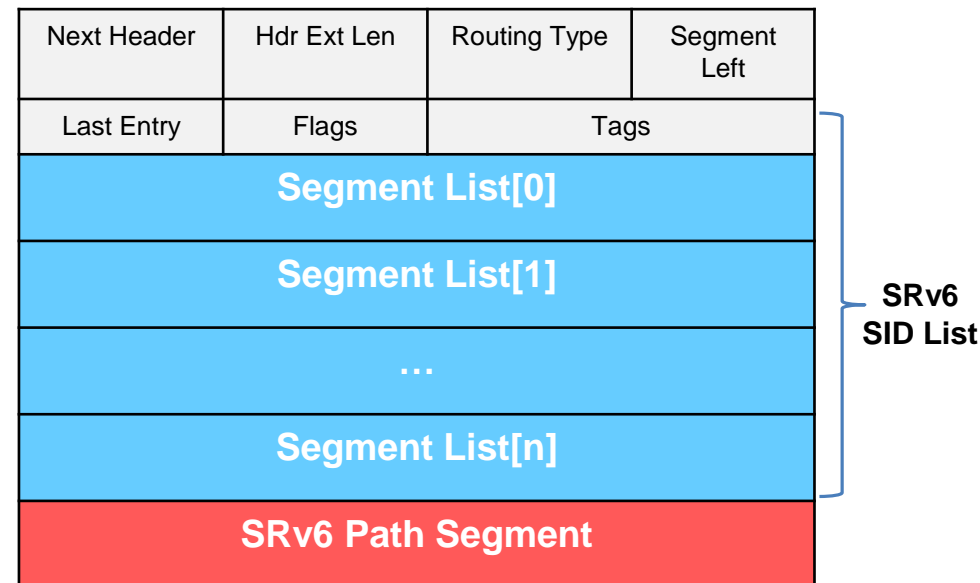 Next Header
Hdr Ext Len
Routing Type
Segment
Left
Last Entry
Flags
Tags
Segment List[0]
Segment List[1]
...
Segment List[n]
SRv6 Path Segment
SRv6
SID List